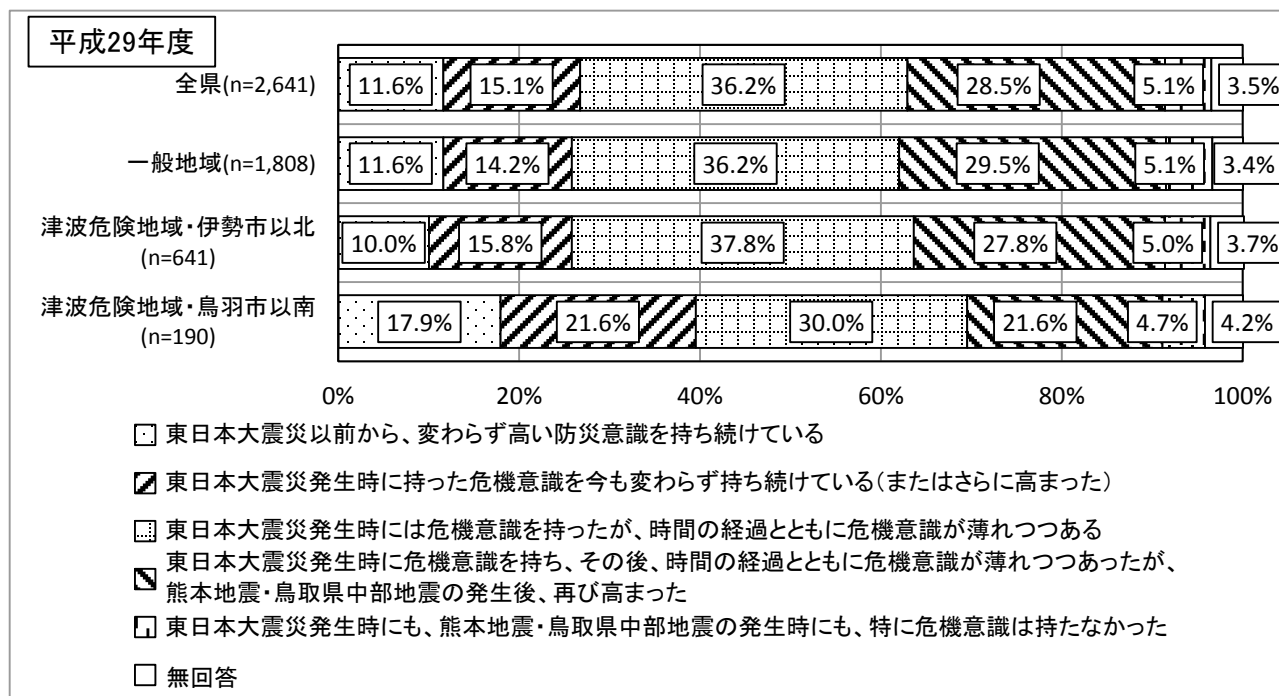 平成29年度
全県(n=2,641)
11.6% 15.1% 36.2% 28.5% 5.1% 3.5%
一般地域(n=1,808)
11.6% 14.2% 36.2% 29.5% 5.1% 3.4%
津波危険地域・伊勢市以北
(n=641)
10.0% 15.8% 37.8% 27.8% 5.0% 3.7%
津波危険地域・鳥羽市以南
(n=190)
17.9% 21.6% 30.0% 21.6% 4.7% 4.2%
0% 20% 40% 60% 80% 100%
東日本大震災以前から、変わらず高い防災意識を持ち続けている
東日本大震災発生時に持った危機意識を今も変わらず持ち続けている(またはさらに高まった)
東日本大震災発生時には危機意識を持ったが、時間の経過とともに危機意識が薄れつつある
東日本大震災発生時に危機意識を持ち、その後、時間の経過とともに危機意識が薄れつつあったが、
熊本地震・鳥取県中部地震の発生後、再び高まった
東日本大震災発生時にも、熊本地震・鳥取県中部地震の発生時にも、特に危機意識は持たなかった
無回答